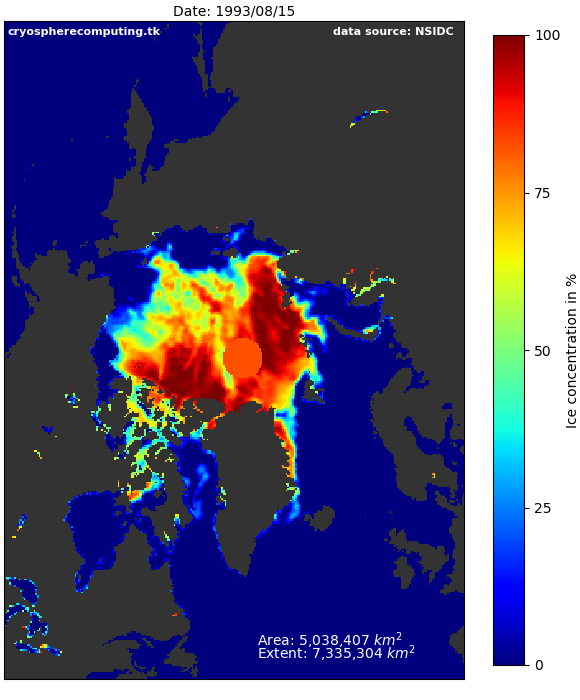 Date: 1993/08/15
cryospherecomputing.tk
data source: NSIDC
100
75
50
25
0
Ice concentration in %
Area: 5,038,407 km²
Extent: 7,335,304 km²